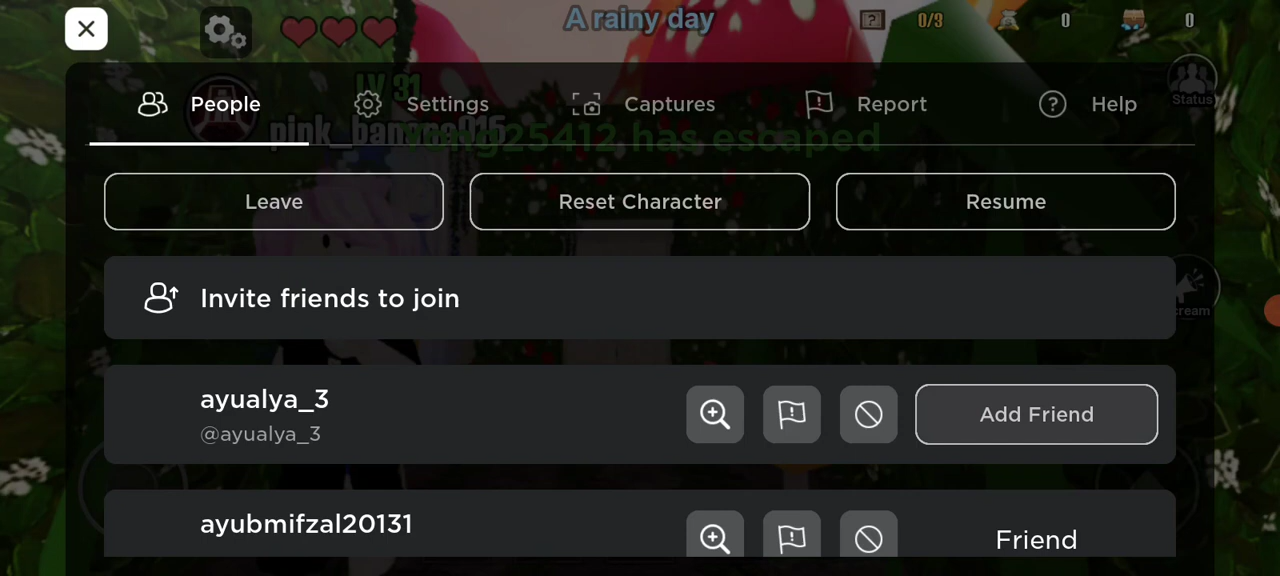 A rainy day
0/3
0
0
LV 31
People
Settings
Captures
Report
Help
Status
has escaped
Leave
Reset Character
Resume
Invite friends to join
ayualya_3
@ayualya_3
Add Friend
ayubmifzal20131
Friend